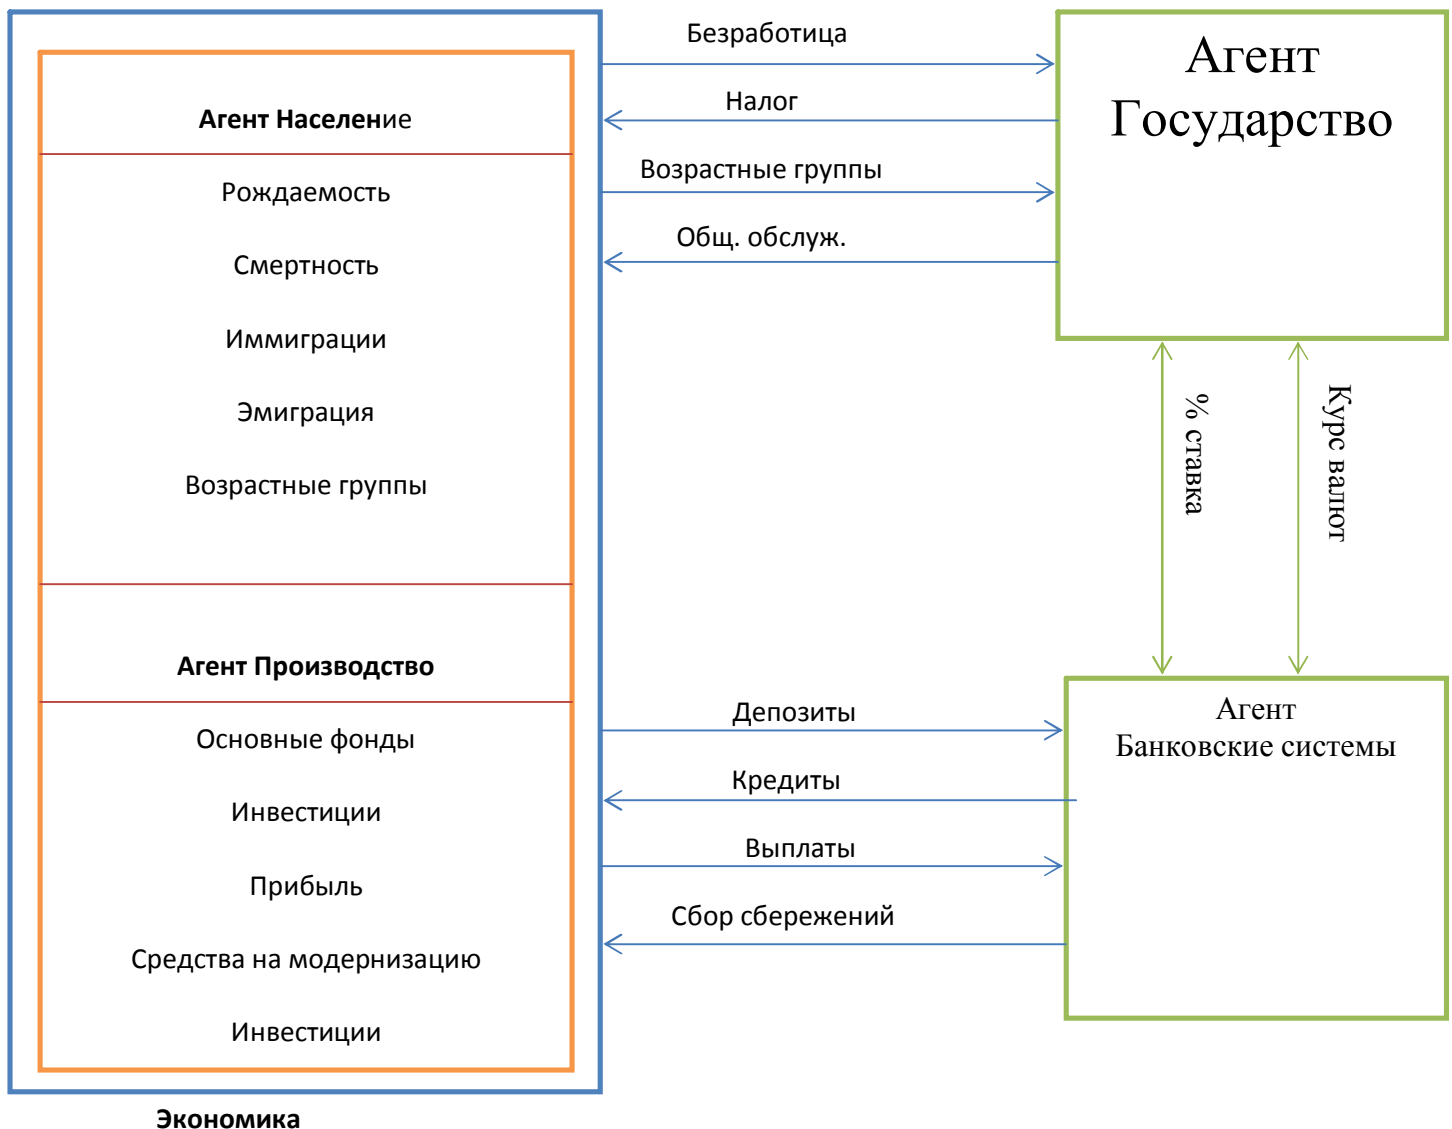 Агент Население
Рождаемость
Смертность
Иммиграции
Эмиграция
Возрастные группы
Агент Производство
Основные фонды
Инвестиции
Прибыль
Средства на модернизацию
Инвестиции
Экономика
Безработица
Налог
Возрастные группы
Общ. обслуж.
Агент
Государство
% ставка
Курс валют
Депозиты
Кредиты
Выплаты
Сбор сбережений
Агент
Банковские системы